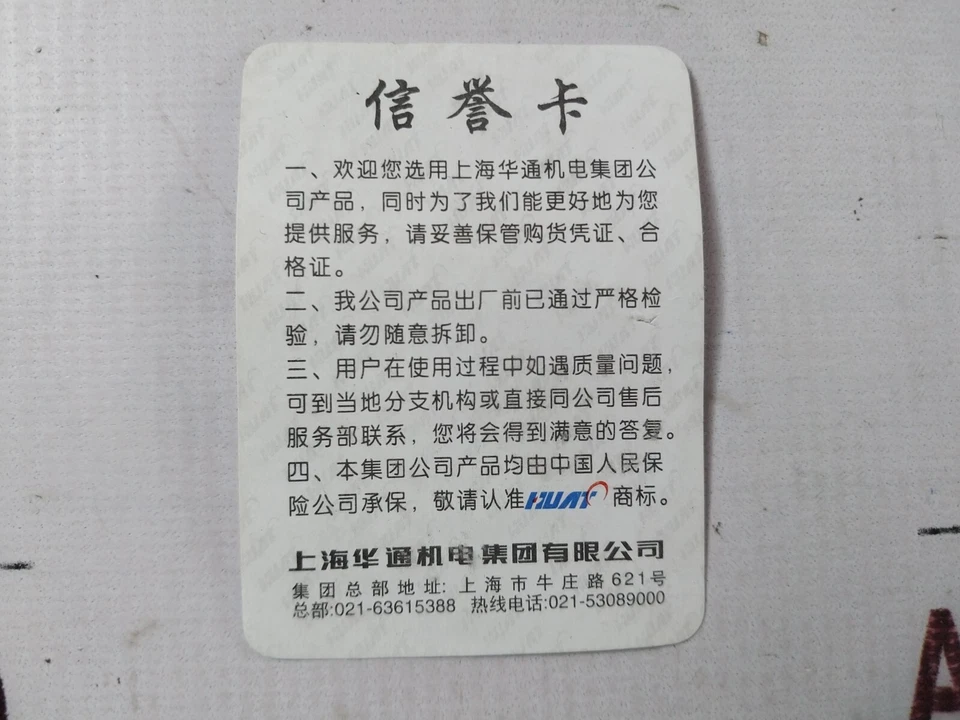 信誉卡
一、欢迎您选用上海华通机电集团公
司产品，同时为了我们能更好地为您
提供服务，请妥善保管购货凭证、合
格证。
二、我公司产品出厂前已通过严格检
验，请勿随意拆卸。
三、用户在使用过程中如遇质量问题，
可到当地分支机构或直接同公司售后
服务部联系，您将会得到满意的答复。
四、本集团公司产品均由中国人民保
险公司承保，敬请认准HUAT商标。
上海华通机电集团有限公司
集团总部地址: 上海市牛庄路621号
总部:021-63615388 热线电话:021-53089000
A